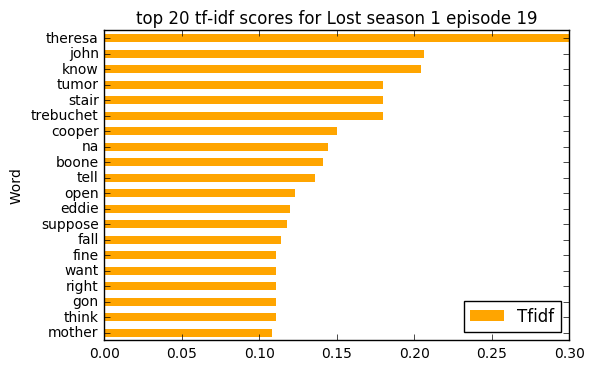 top 20 tf-idf scores for Lost season 1 episode 19
theresa
john
know
tumor
stair
trebuchet
cooper
na
boone
tell
open
eddie
suppose
fall
fine
want
right
gon
think
mother
Word
Tfidf
0.00 0.05 0.10 0.15 0.20 0.25 0.30